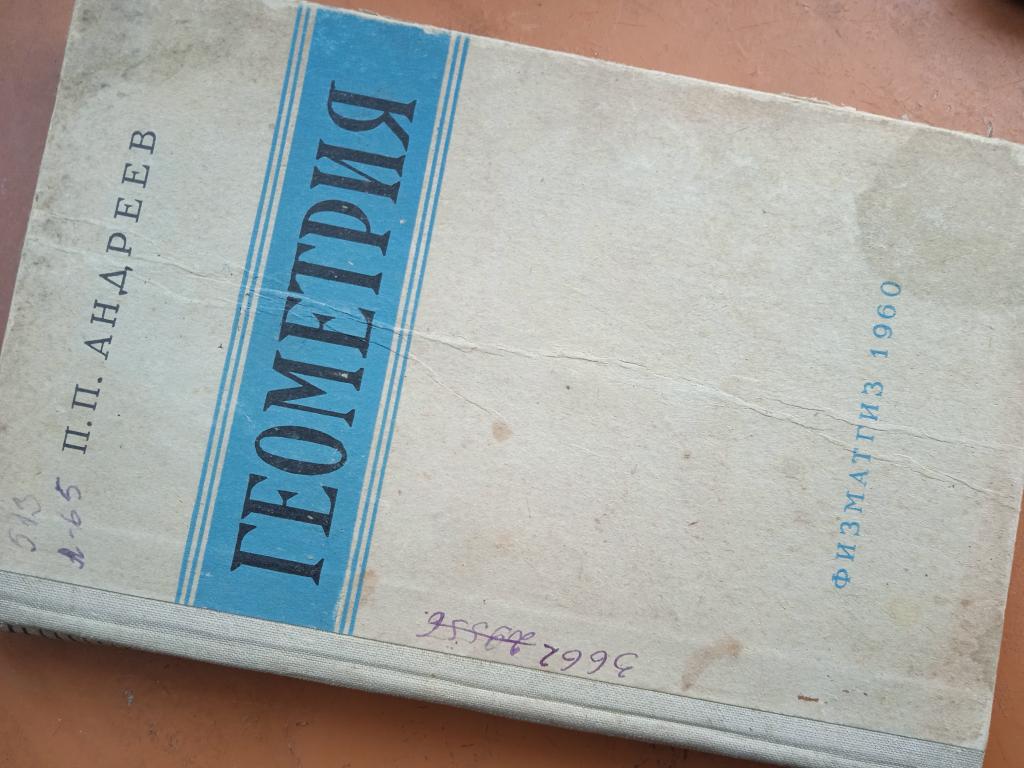 П.П. АНДРЕЕВ
513
А-65
ГЕОМЕТРИЯ
3662
ФИЗМАТГИЗ 1960